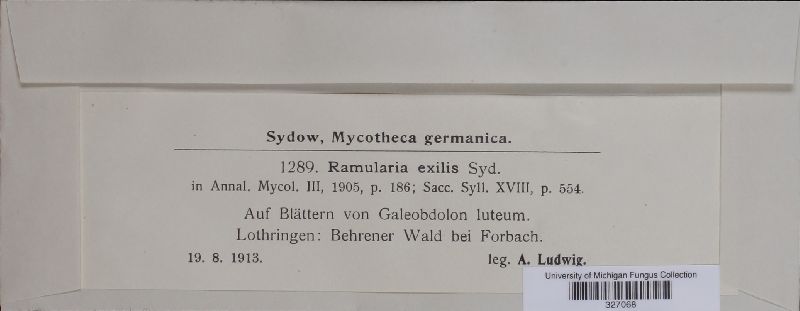 Sydow, Mycotheca germanica.
1289. Ramularia exilis Syd.
in Annal. Mycol. III, 1905, p. 186; Sacc. Syll. XVIII, p. 554.
Auf Blättern von Galeobdolon luteum.
Lothringen: Behrener Wald bei Forbach.
19. 8. 1913. leg. A. Ludwig.
University of Michigan Fungus Collection
327068